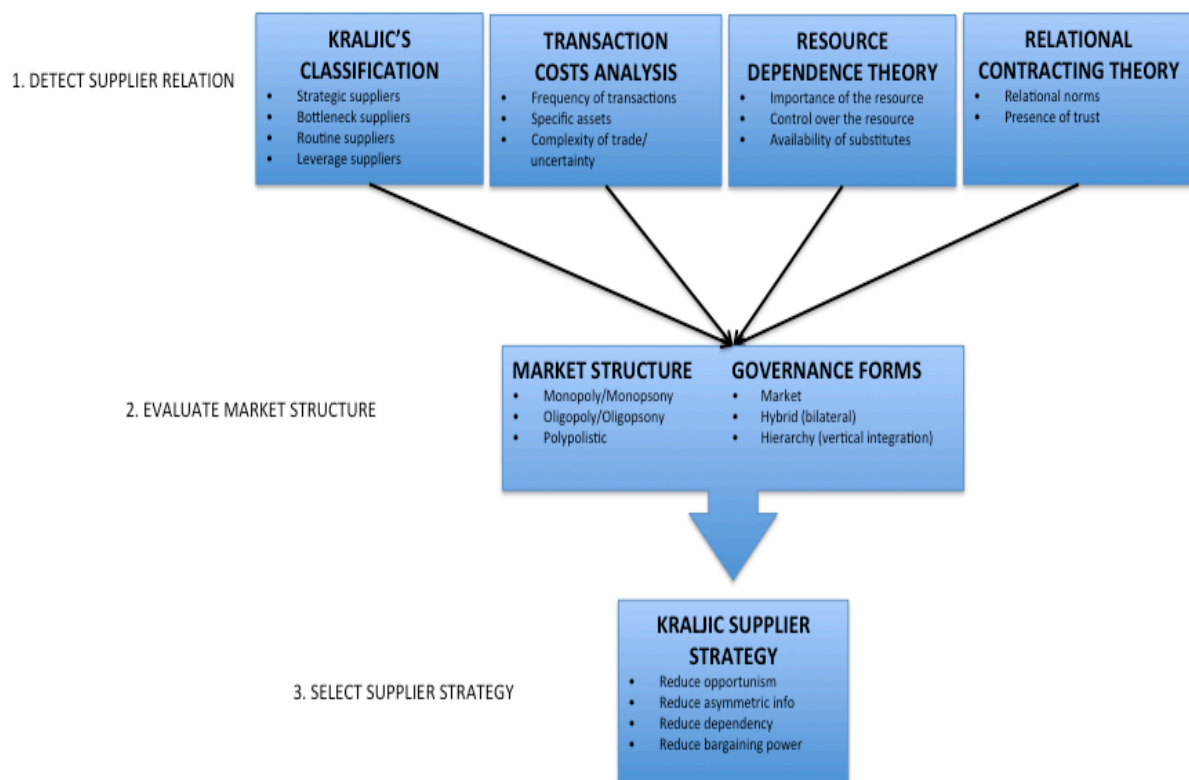 1. DETECT SUPPLIER RELATION
KRALJIC'S
CLASSIFICATION
• Strategic suppliers
• Bottleneck suppliers
• Routine suppliers
• Leverage suppliers
TRANSACTION
COSTS ANALYSIS
• Frequency of transactions
• Specific assets
• Complexity of trade/
uncertainty
RESOURCE
DEPENDENCE THEORY
• Importance of the resource
• Control over the resource
• Availability of substitutes
RELATIONAL
CONTRACTING THEORY
• Relational norms
• Presence of trust
2. EVALUATE MARKET STRUCTURE
MARKET STRUCTURE
• Monopoly/Monopsony
• Oligopoly/Oligopsony
• Polypolistic
GOVERNANCE FORMS
• Market
• Hybrid (bilateral)
• Hierarchy (vertical integration)
3. SELECT SUPPLIER STRATEGY
KRALJIC SUPPLIER
STRATEGY
• Reduce opportunism
• Reduce asymmetric info
• Reduce dependency
• Reduce bargaining power